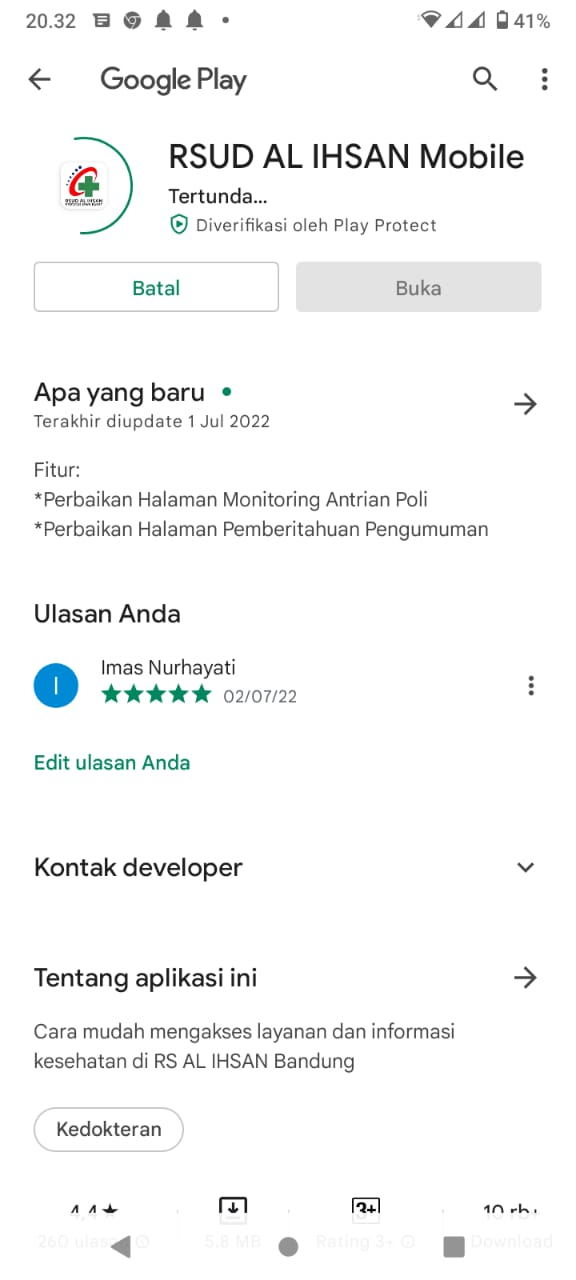 20.32
41%
Google Play
RSUD AL IHSAN Mobile
RSUD AL IHSAN
Tertunda...
Diverifikasi oleh Play Protect
Batal
Buka
Apa yang baru
Terakhir diupdate 1 Jul 2022
Fitur:
*Perbaikan Halaman Monitoring Antrian Poli
*Perbaikan Halaman Pemberitahuan Pengumuman
Ulasan Anda
I
Imas Nurhayati
02/07/22
Edit ulasan Anda
Kontak developer
Tentang aplikasi ini
Cara mudah mengakses layanan dan informasi
kesehatan di RS AL IHSAN Bandung
Kedokteran
4,4★
3+
10 rb+
260 ulasan
5.8 MB
Rating 3+
Download